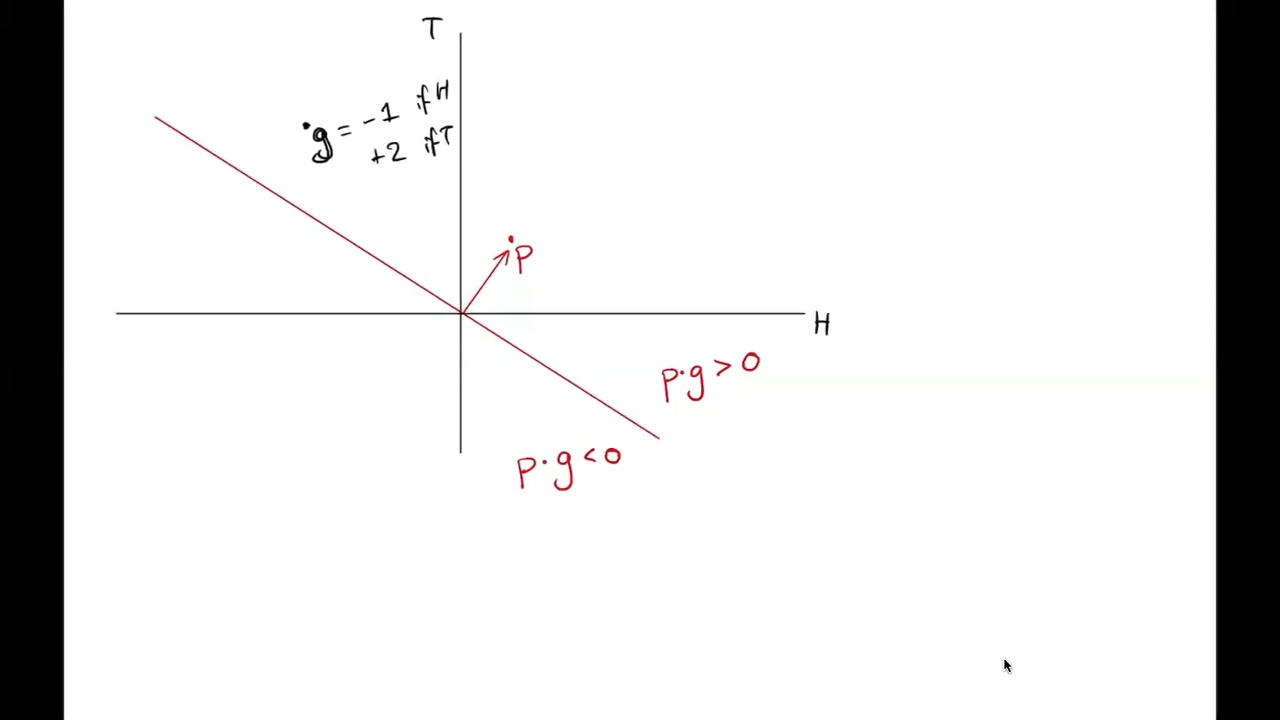 T
g = -1 if H
+2 if T
p
H
p·g > 0
p·g < 0